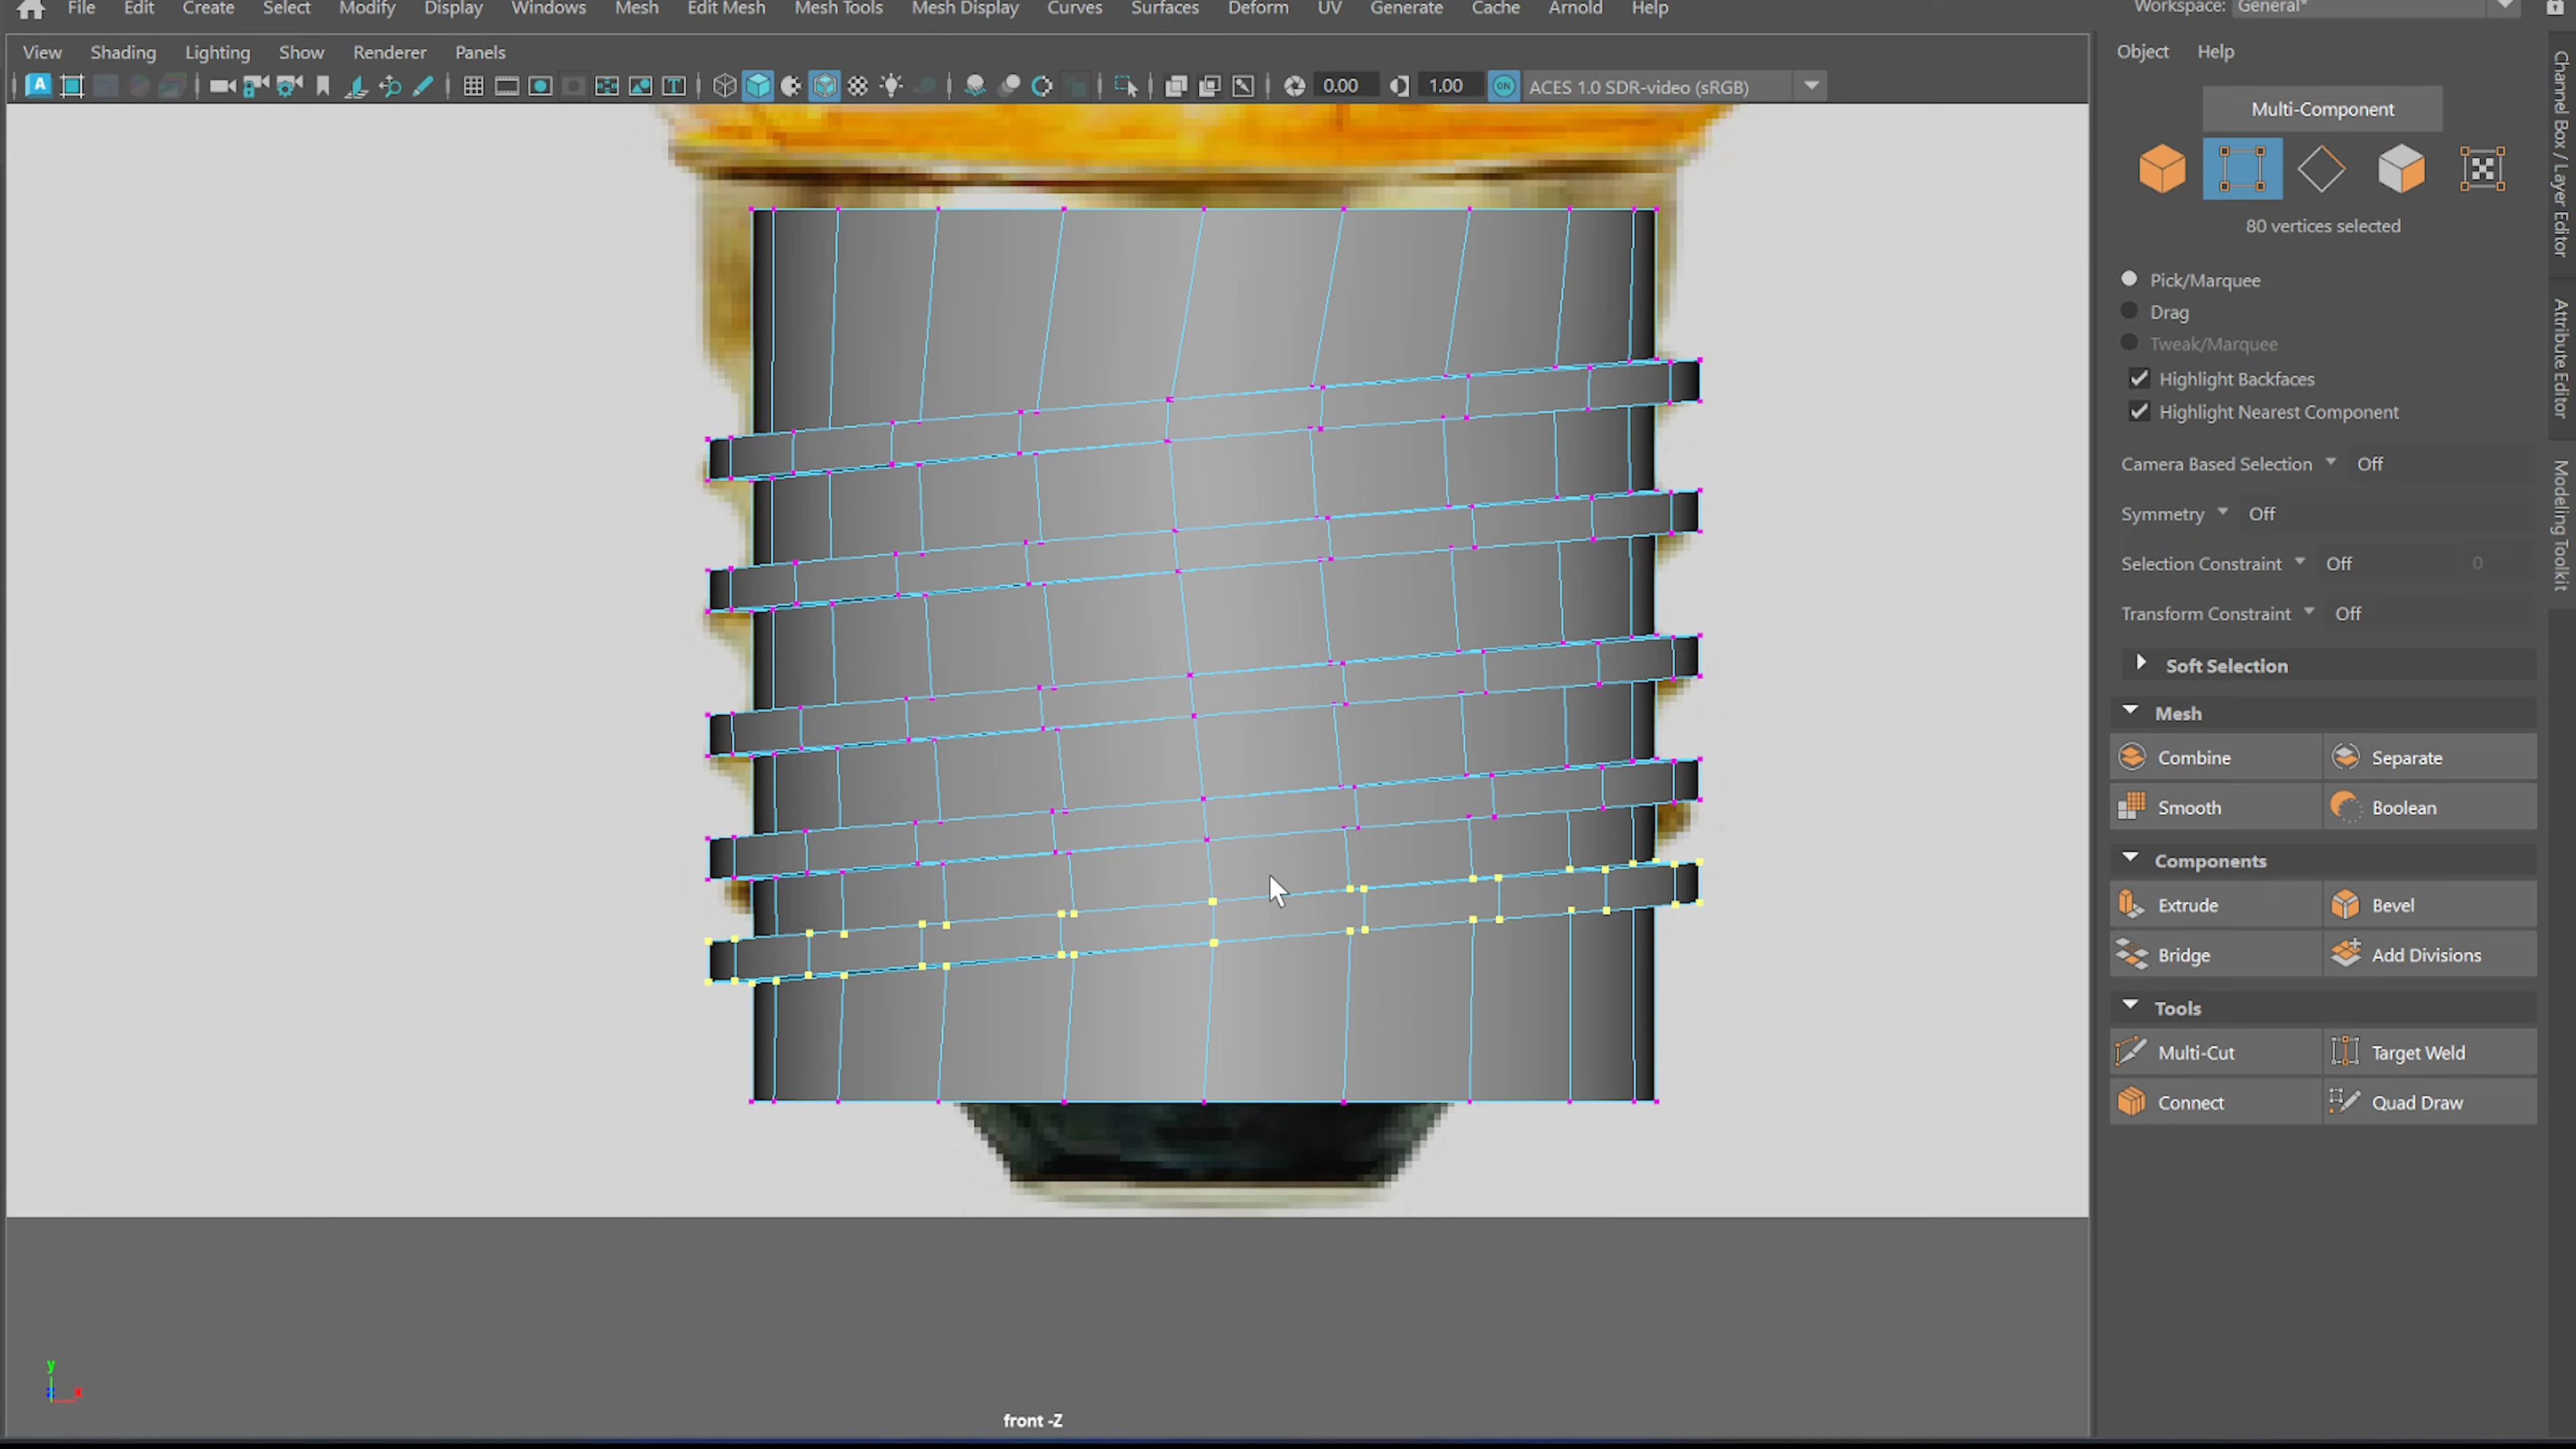 File Edit Create Select Modify Display Windows Mesh Edit Mesh Mesh Tools Mesh Display Curves Surfaces Deform UV Generate Cache Arnold Help
Workspace: General*
View Shading Lighting Show Renderer Panels
0.00 1.00 ON ACES 1.0 SDR-video (sRGB)
Object Help
Multi-Component
80 vertices selected
Pick/Marquee
Drag
Tweak/Marquee
Highlight Backfaces
Highlight Nearest Component
Camera Based Selection Off
Symmetry Off
Selection Constraint Off 0
Transform Constraint Off
Soft Selection
Mesh
Combine Separate
Smooth Boolean
Components
Extrude Bevel
Bridge Add Divisions
Tools
Multi-Cut Target Weld
Connect Quad Draw
Channel Box / Layer Editor
Attribute Editor
Modeling Toolkit
y
z x
front -Z